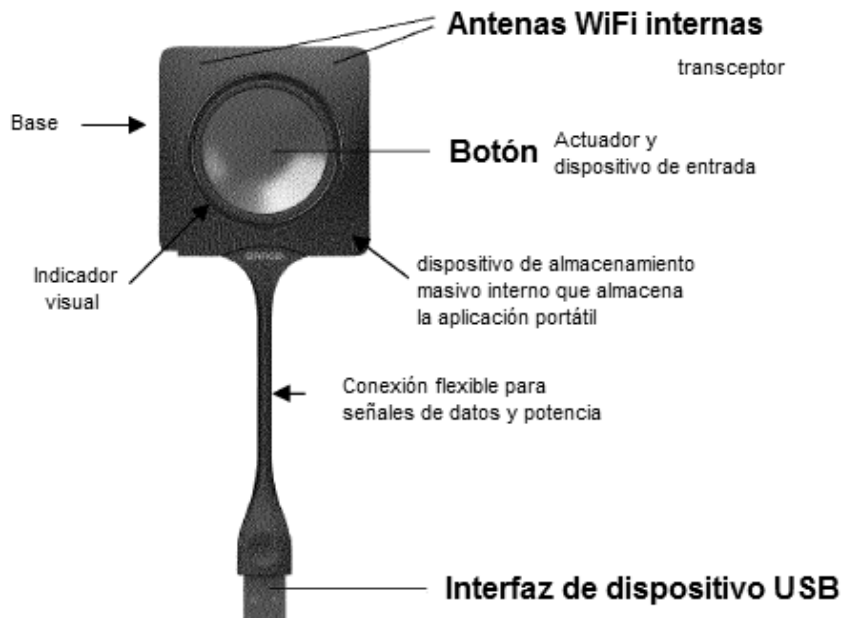 Antenas WiFi internas
transceptor
Base
Botón
Actuador y
dispositivo de entrada
Indicador
visual
dispositivo de almacenamiento
masivo interno que almacena
la aplicación portátil
Conexión flexible para
señales de datos y potencia
Interfaz de dispositivo USB